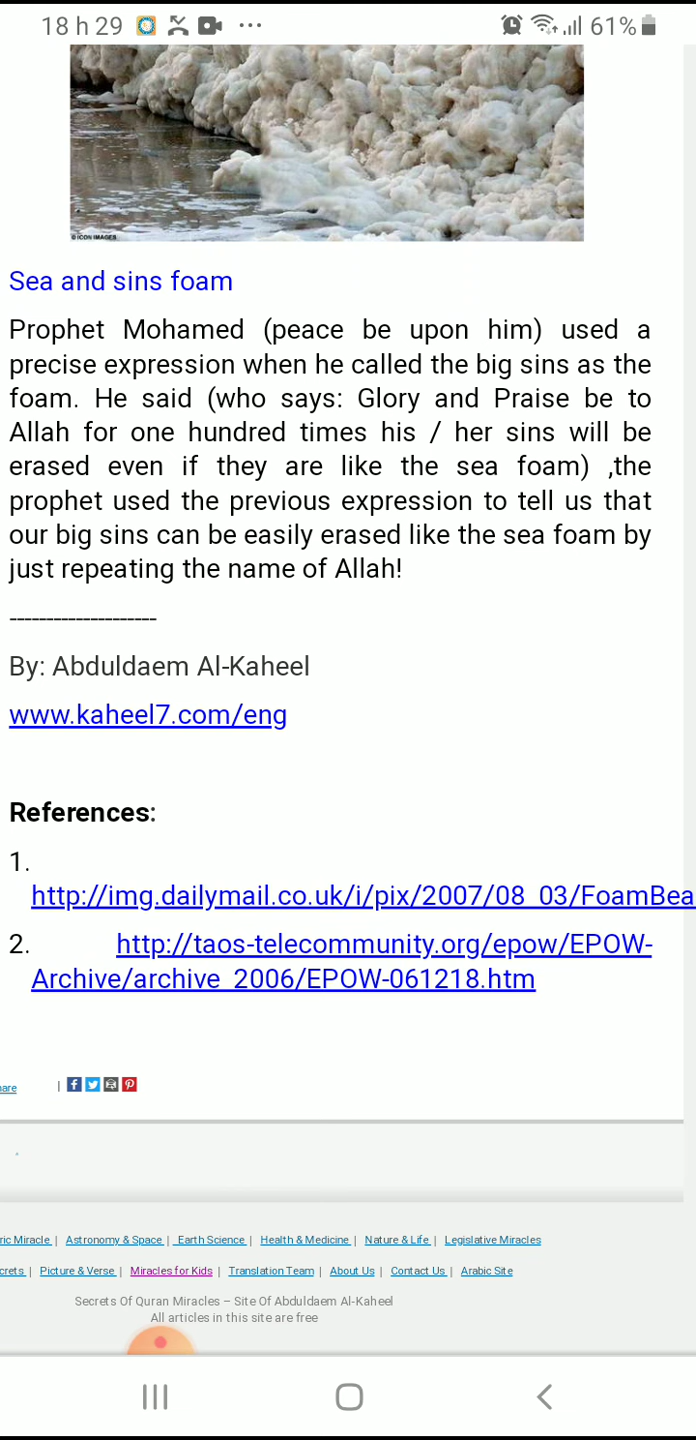 18 h 29
61%
© ICON IMAGES
Sea and sins foam
Prophet Mohamed (peace be upon him) used a
precise expression when he called the big sins as the
foam. He said (who says: Glory and Praise be to
Allah for one hundred times his / her sins will be
erased even if they are like the sea foam) ,the
prophet used the previous expression to tell us that
our big sins can be easily erased like the sea foam by
just repeating the name of Allah!
--------------------
By: Abduldaem Al-Kaheel
www.kaheel7.com/eng
References:
1.
http://img.dailymail.co.uk/i/pix/2007/08_03/FoamBea
2. http://taos-telecommunity.org/epow/EPOW-
Archive/archive_2006/EPOW-061218.htm
are |
ric Miracle | Astronomy & Space | Earth Science | Health & Medicine | Nature & Life | Legislative Miracles
crets | Picture & Verse | Miracles for Kids | Translation Team | About Us | Contact Us | Arabic Site
Secrets Of Quran Miracles – Site Of Abduldaem Al-Kaheel
All articles in this site are free